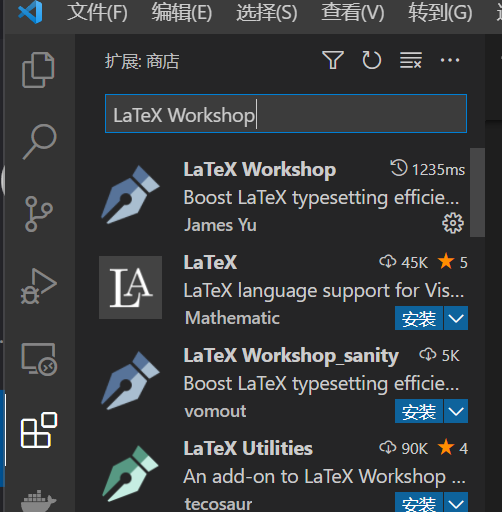 文件(F) 编辑(E) 选择(S) 查看(V) 转到(G)
扩展: 商店
LaTeX Workshop
LaTeX Workshop 1235ms
Boost LaTeX typesetting efficie...
James Yu
LA
LaTeX 45K 5
LaTeX language support for Vis...
Mathematic 安装
LaTeX Workshop_sanity 5K
Boost LaTeX typesetting efficie...
vomout 安装
LaTeX Utilities 90K 4
An add-on to LaTeX Workshop ...
tecosaur 安装